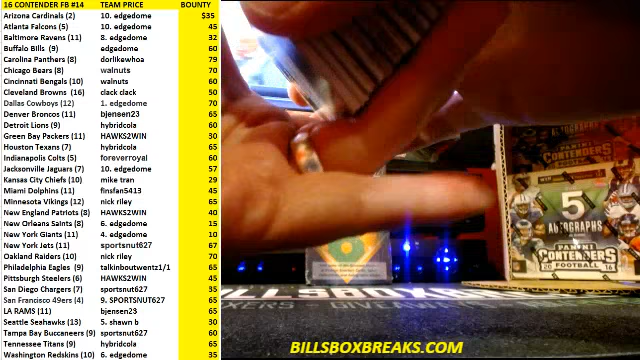 16 CONTENDER FB #14 TEAM PRICE BOUNTY
Arizona Cardinals (2) 10. edgedome $35
Atlanta Falcons (5) 10. edgedome 45
Baltimore Ravens (11) 8. edgedome 32
Buffalo Bills (9) edgedome 60
Carolina Panthers (8) dorlikewhoa 79
Chicago Bears (8) walnuts 70
Cincinnati Bengals (10) walnuts 60
Cleveland Browns (16) clack clack 50
Dallas Cowboys (12) 1. edgedome 70
Denver Broncos (11) bjensen23 65
Detroit Lions (9) hybridcola 60
Green Bay Packers (11) HAWKS2WIN 30
Houston Texans (7) hybridcola 65
Indianapolis Colts (5) foreverroyal 60
Jacksonville Jaguars (7) 10. edgedome 57
Kansas City Chiefs (10) mike tran 29
Miami Dolphins (11) finsfan5413 45
Minnesota Vikings (12) nick riley 65
New England Patriots (8) HAWKS2WIN 40
New Orleans Saints (8) 6. edgedome 15
New York Giants (11) 4. edgedome 10
New York Jets (11) sportsnut627 67
Oakland Raiders (10) nick riley 70
Philadelphia Eagles (9) talkinboutwentz1/1 65
Pittsburgh Steelers (6) HAWKS2WIN 45
San Diego Chargers (7) sportsnut627 35
San Francisco 49ers (4) 9. SPORTSNUT627 65
LA RAMS (11) bjensen23 65
Seattle Seahawks (13) 5. shawn b 30
Tampa Bay Buccaneers (9) sportsnut627 60
Tennessee Titans (9) hybridcola 65
Washington Redskins (10) 6. edgedome 35
AUTOGRAPHS
CONTENDERS
5
AUTOGRAPHS
PANINI
CONTENDERS
20 FOOTBALL 16
BILLSBOXBREAKS.COM